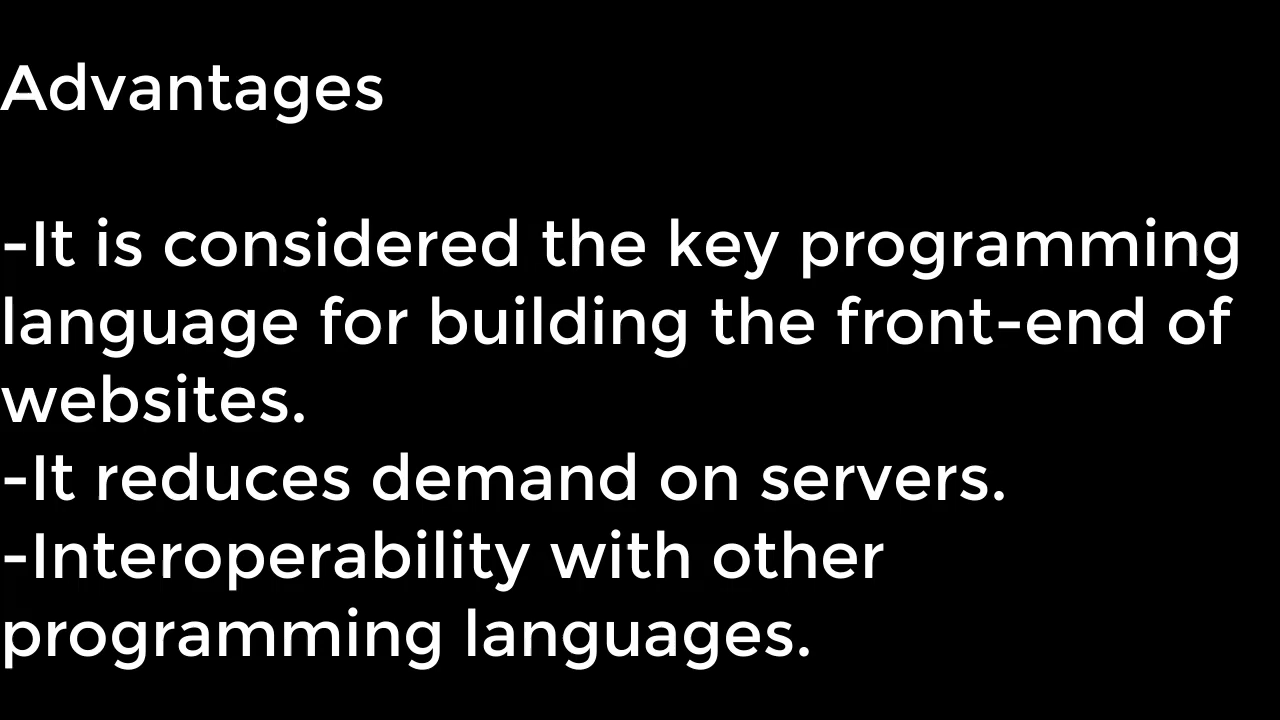 Advantages
-It is considered the key programming
language for building the front-end of
websites.
-It reduces demand on servers.
-Interoperability with other
programming languages.